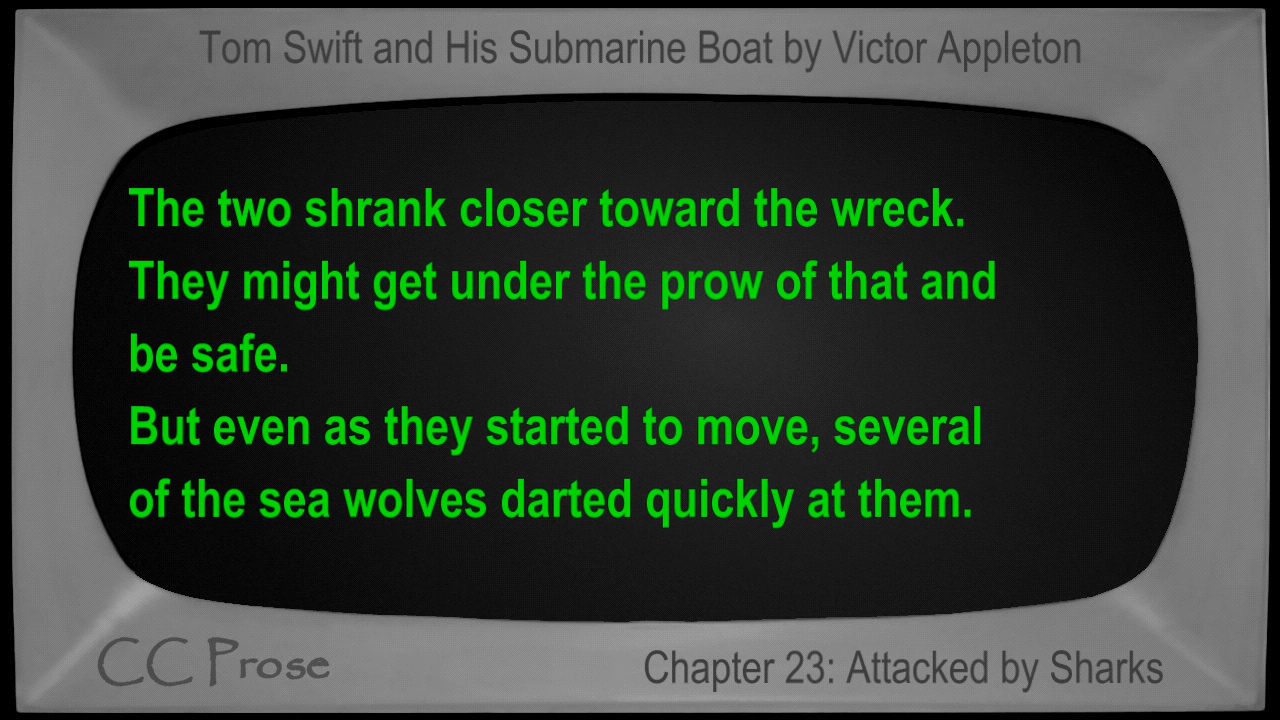 Tom Swift and His Submarine Boat by Victor Appleton
The two shrank closer toward the wreck.
They might get under the prow of that and
be safe.
But even as they started to move, several
of the sea wolves darted quickly at them.
CC Prose
Chapter 23: Attacked by Sharks